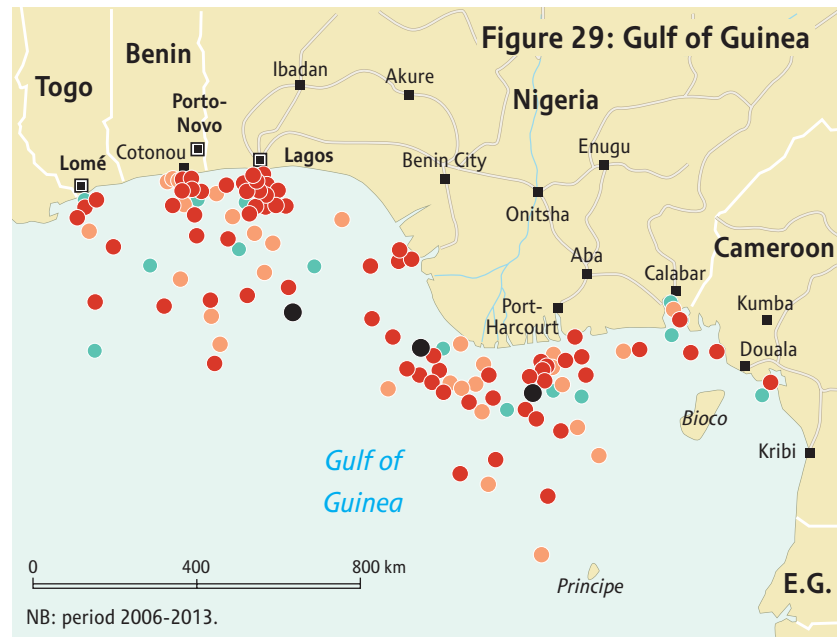 Figure 29: Gulf of Guinea
Benin
Togo
Ibadan
Akure
Nigeria
Porto-
Novo
Cotonou
Lagos
Lomé
Benin City
Enugu
Onitsha
Cameroon
Aba
Calabar
Port-
Harcourt
Kumba
Douala
Bioco
Kribi
Gulf of
Guinea
0 400 800 km
Principe
E.G.
NB: period 2006-2013.